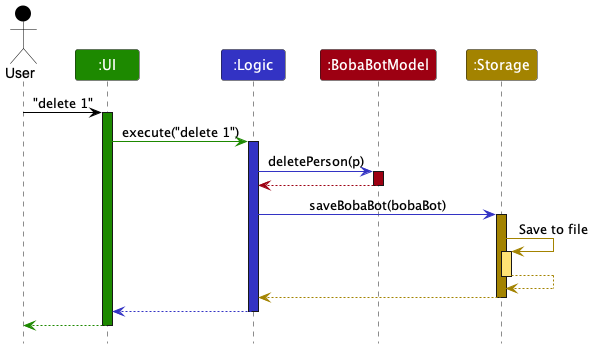 User
:UI
:Logic
:BobaBotModel
:Storage
"delete 1"
execute("delete 1")
deletePerson(p)
saveBobaBot(bobaBot)
Save to file